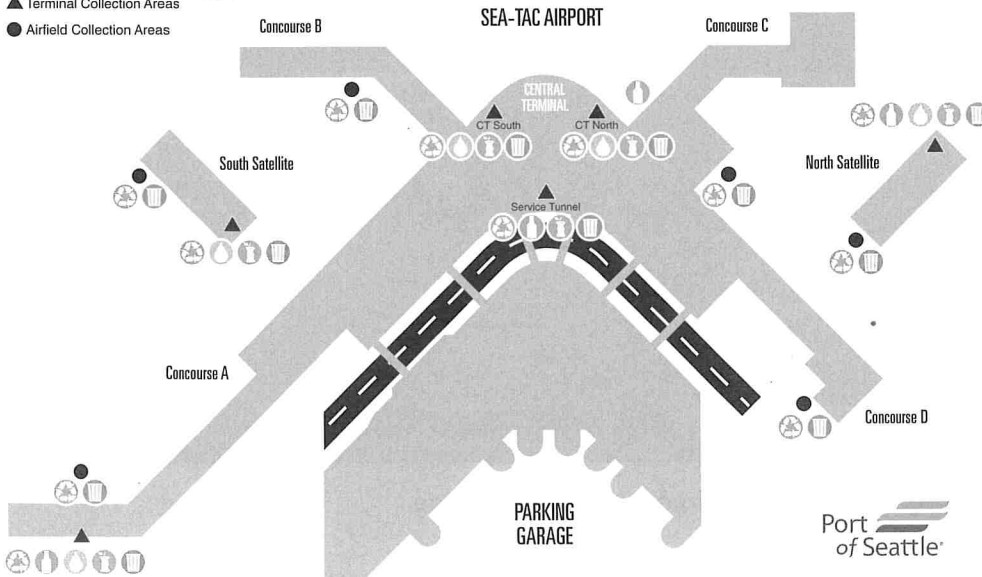 Terminal Collection Areas
Airfield Collection Areas
SEA-TAC AIRPORT
Concourse B
Concourse C
CENTRAL
TERMINAL
CT South
CT North
South Satellite
North Satellite
Service Tunnel
Concourse A
Concourse D
PARKING
GARAGE
Port
of Seattle